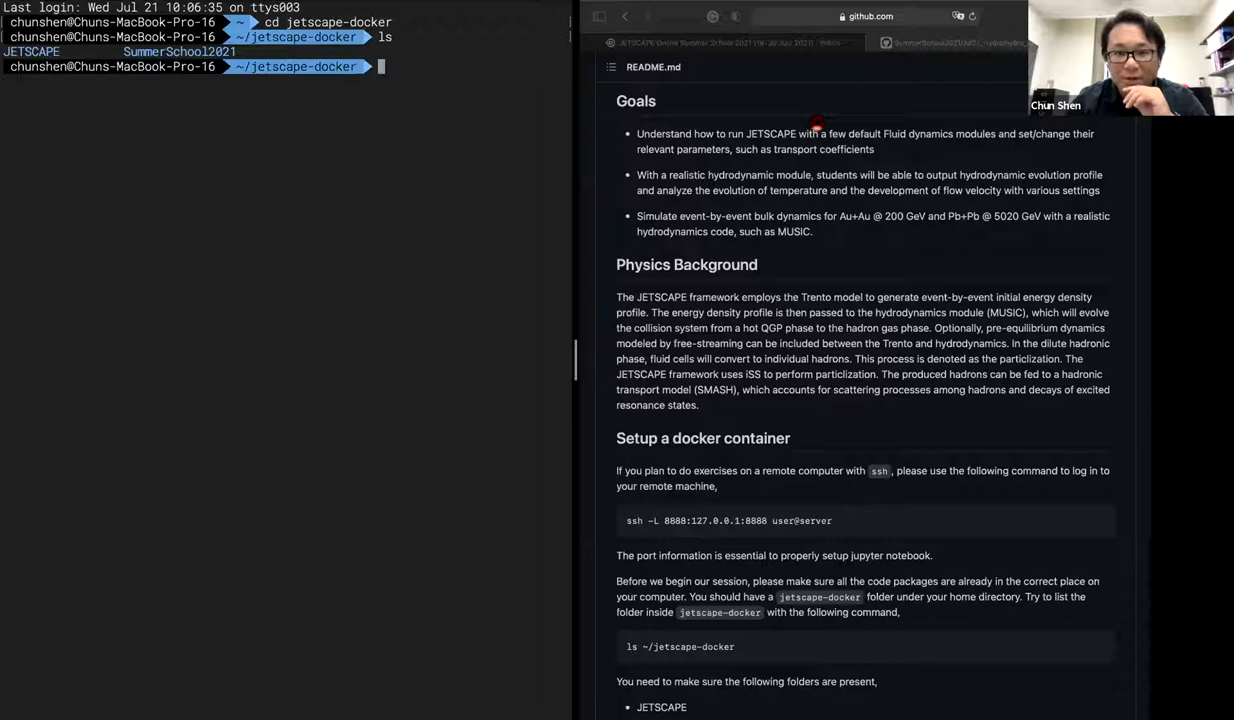 Last login: Wed Jul 21 10:06:35 on ttys003
chunshen@Chuns-MacBook-Pro-16 ~ cd jetscape-docker
chunshen@Chuns-MacBook-Pro-16 ~/jetscape-docker ls
JETSCAPE SummerSchool2021
chunshen@Chuns-MacBook-Pro-16 ~/jetscape-docker
github.com
JETSCAPE Online Summer School 2021
Chun Shen
README.md
Goals
Understand how to run JETSCAPE with a few default Fluid dynamics modules and set/change their
relevant parameters, such as transport coefficients
With a realistic hydrodynamic module, students will be able to output hydrodynamic evolution profile
and analyze the evolution of temperature and the development of flow velocity with various settings
Simulate event-by-event bulk dynamics for Au+Au @ 200 GeV and Pb+Pb @ 5020 GeV with a realistic
hydrodynamics code, such as MUSIC.
Physics Background
The JETSCAPE framework employs the Trento model to generate event-by-event initial energy density
profile. The energy density profile is then passed to the hydrodynamics module (MUSIC), which will evolve
the collision system from a hot QGP phase to the hadron gas phase. Optionally, pre-equilibrium dynamics
modeled by free-streaming can be included between the Trento and hydrodynamics. In the dilute hadronic
phase, fluid cells will convert to individual hadrons. This process is denoted as the particlization. The
JETSCAPE framework uses iSS to perform particlization. The produced hadrons can be fed to a hadronic
transport model (SMASH), which accounts for scattering processes among hadrons and decays of excited
resonance states.
Setup a docker container
If you plan to do exercises on a remote computer with ssh, please use the following command to log in to
your remote machine,
ssh -L 8888:127.0.0.1:8888 user@server
The port information is essential to properly setup jupyter notebook.
Before we begin our session, please make sure all the code packages are already in the correct place on
your computer. You should have a jetscape-docker folder under your home directory. Try to list the
folder inside jetscape-docker with the following command,
ls ~/jetscape-docker
You need to make sure the following folders are present,
JETSCAPE